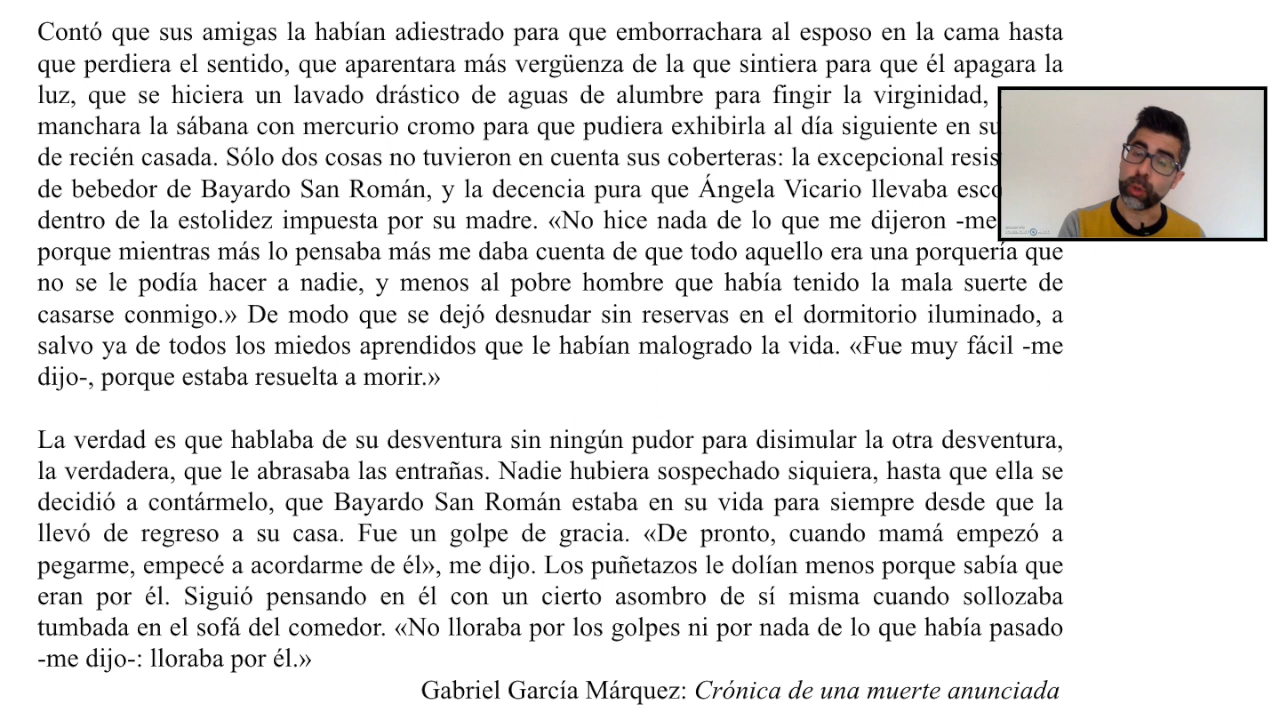 Contó que sus amigas la habían adiestrado para que emborrachara al esposo en la cama hasta
que perdiera el sentido, que aparentara más vergüenza de la que sintiera para que él apagara la
luz, que se hiciera un lavado drástico de aguas de alumbre para fingir la virginidad,
manchara la sábana con mercurio cromo para que pudiera exhibirla al día siguiente en su
de recién casada. Sólo dos cosas no tuvieron en cuenta sus coberteras: la excepcional
de bebedor de Bayardo San Román, y la decencia pura que Ángela Vicario llevaba
dentro de la estolidez impuesta por su madre. «No hice nada de lo que me dijeron -me
porque mientras más lo pensaba más me daba cuenta de que todo aquello era una porquería que
no se le podía hacer a nadie, y menos al pobre hombre que había tenido la mala suerte de
casarse conmigo.» De modo que se dejó desnudar sin reservas en el dormitorio iluminado, a
salvo ya de todos los miedos aprendidos que le habían malogrado la vida. «Fue muy fácil -me
dijo-, porque estaba resuelta a morir.»
La verdad es que hablaba de su desventura sin ningún pudor para disimular la otra desventura,
la verdadera, que le abrasaba las entrañas. Nadie hubiera sospechado siquiera, hasta que ella se
decidió a contármelo, que Bayardo San Román estaba en su vida para siempre desde que la
llevó de regreso a su casa. Fue un golpe de gracia. «De pronto, cuando mamá empezó a
pegarme, empecé a acordarme de él», me dijo. Los puñetazos le dolían menos porque sabía que
eran por él. Siguió pensando en él con un cierto asombro de sí misma cuando sollozaba
tumbada en el sofá del comedor. «No lloraba por los golpes ni por nada de lo que había pasado
-me dijo-: lloraba por él.»
Gabriel García Márquez: Crónica de una muerte anunciada